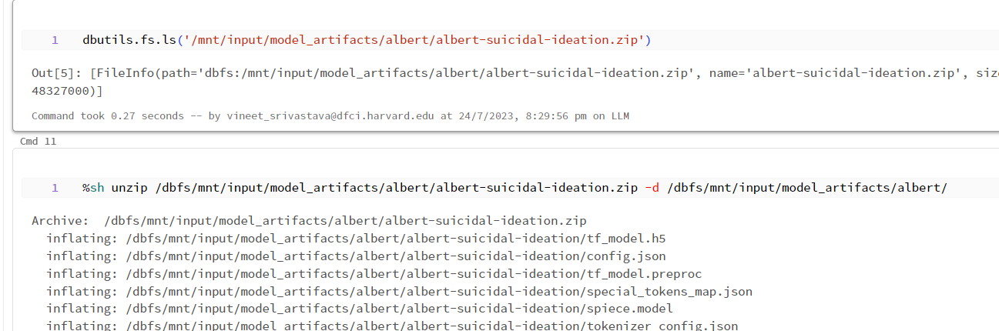 1 dbutils.fs.ls('/mnt/input/model_artifacts/albert/albert-suicidal-ideation.zip')
Out[5]: [FileInfo(path='dbfs:/mnt/input/model_artifacts/albert/albert-suicidal-ideation.zip', name='albert-suicidal-ideation.zip', siz
48327000)]
Command took 0.27 seconds -- by vineet_srivastava@dfci.harvard.edu at 24/7/2023, 8:29:56 pm on LLM
Cmd 11
1 %sh unzip /dbfs/mnt/input/model_artifacts/albert/albert-suicidal-ideation.zip -d /dbfs/mnt/input/model_artifacts/albert/
Archive:  /dbfs/mnt/input/model_artifacts/albert/albert-suicidal-ideation.zip
inflating: /dbfs/mnt/input/model_artifacts/albert/albert-suicidal-ideation/tf_model.h5
inflating: /dbfs/mnt/input/model_artifacts/albert/albert-suicidal-ideation/config.json
inflating: /dbfs/mnt/input/model_artifacts/albert/albert-suicidal-ideation/tf_model.preproc
inflating: /dbfs/mnt/input/model_artifacts/albert/albert-suicidal-ideation/special_tokens_map.json
inflating: /dbfs/mnt/input/model_artifacts/albert/albert-suicidal-ideation/spiece.model
inflating: /dbfs/mnt/input/model_artifacts/albert/albert-suicidal-ideation/tokenizer_config.json